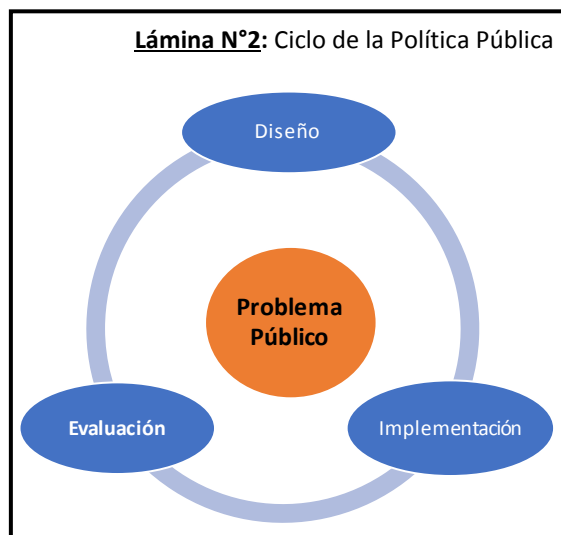 Lámina N°2: Ciclo de la Política Pública
Diseño
Problema
Público
Evaluación
Implementación